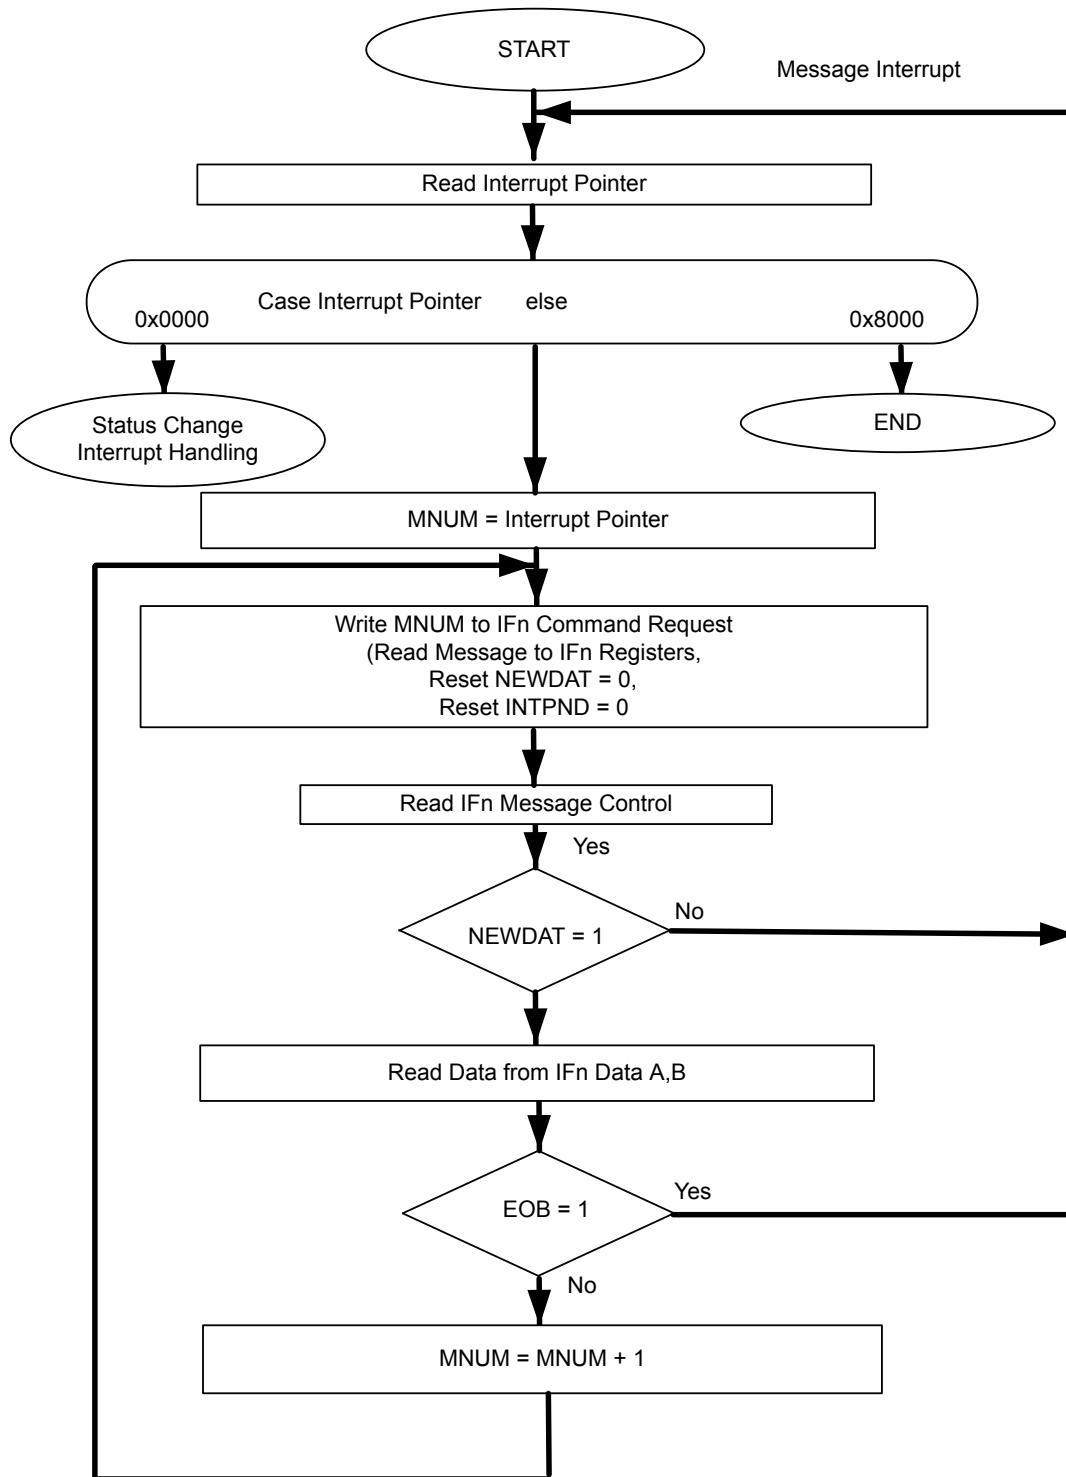 START
Message Interrupt
Read Interrupt Pointer
Case Interrupt Pointer else
0x0000
0x8000
Status Change
Interrupt Handling
END
MNUM = Interrupt Pointer
Write MNUM to IFn Command Request
(Read Message to IFn Registers,
Reset NEWDAT = 0,
Reset INTPND = 0
Read IFn Message Control
Yes
No
NEWDAT = 1
Read Data from IFn Data A,B
Yes
EOB = 1
No
MNUM = MNUM + 1